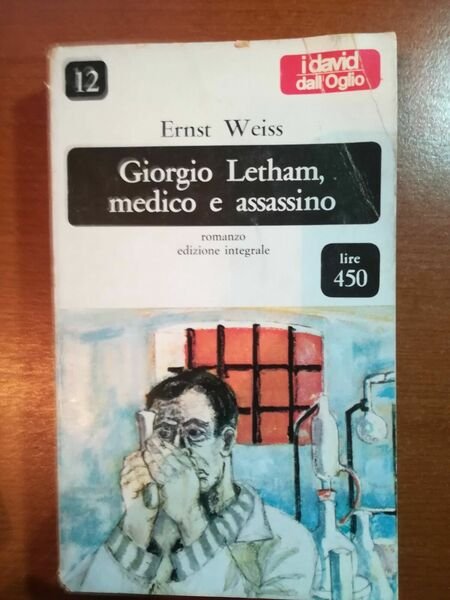 12
i david
dall'Oglio
Ernst Weiss
Giorgio Letham,
medico e assassino
romanzo
edizione integrale
lire
450